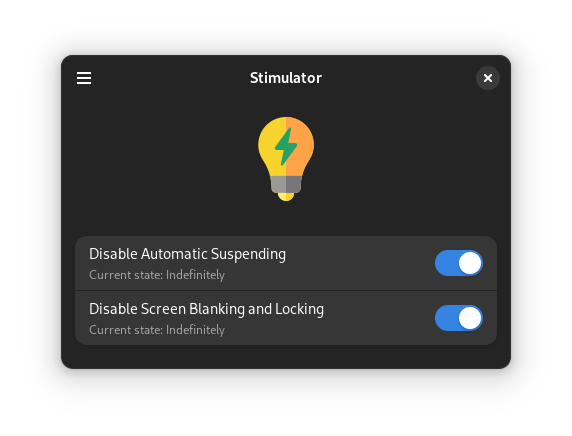 Stimulator
Disable Automatic Suspending
Current state: Indefinitely
Disable Screen Blanking and Locking
Current state: Indefinitely